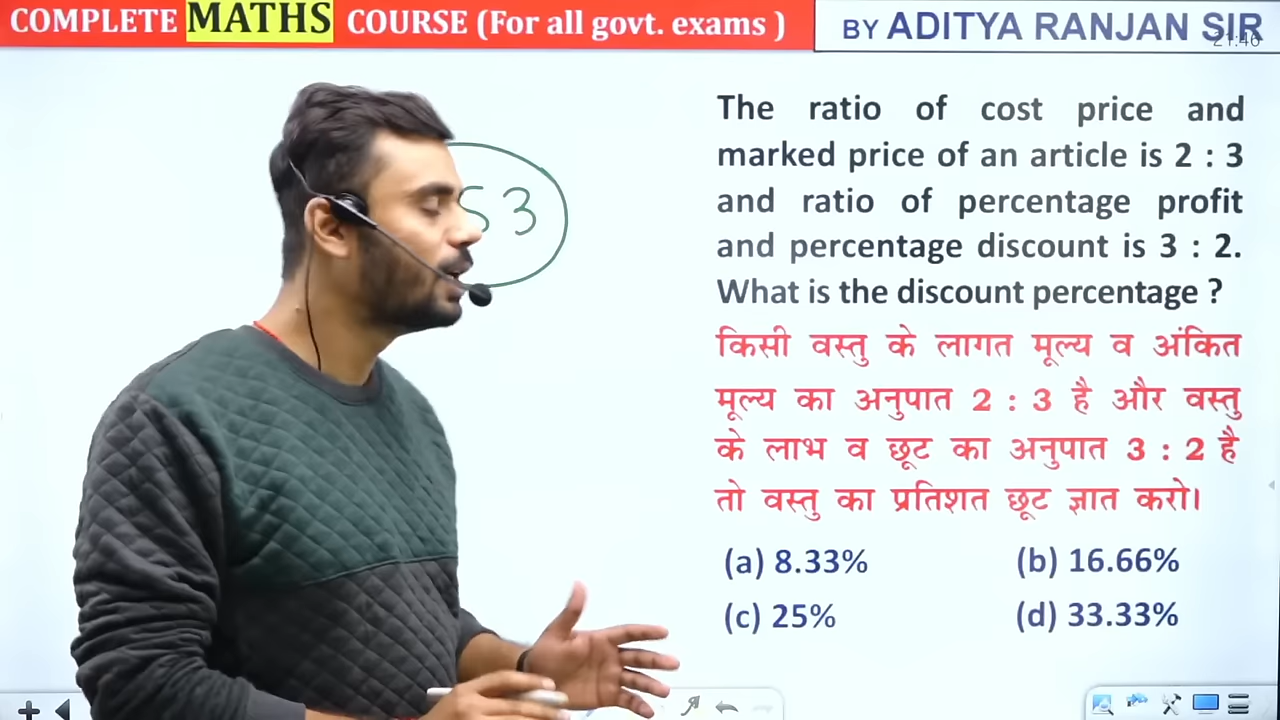 COMPLETE MATHS COURSE (For all govt. exams )
BY ADITYA RANJAN SIR
21:46
53
The ratio of cost price and
marked price of an article is 2 : 3
and ratio of percentage profit
and percentage discount is 3 : 2.
What is the discount percentage ?
किसी वस्तु के लागत मूल्य व अंकित
मूल्य का अनुपात 2 : 3 है और वस्तु
के लाभ व छूट का अनुपात 3 : 2 है
तो वस्तु का प्रतिशत छूट ज्ञात करो।
(a) 8.33% (b) 16.66%
(c) 25% (d) 33.33%